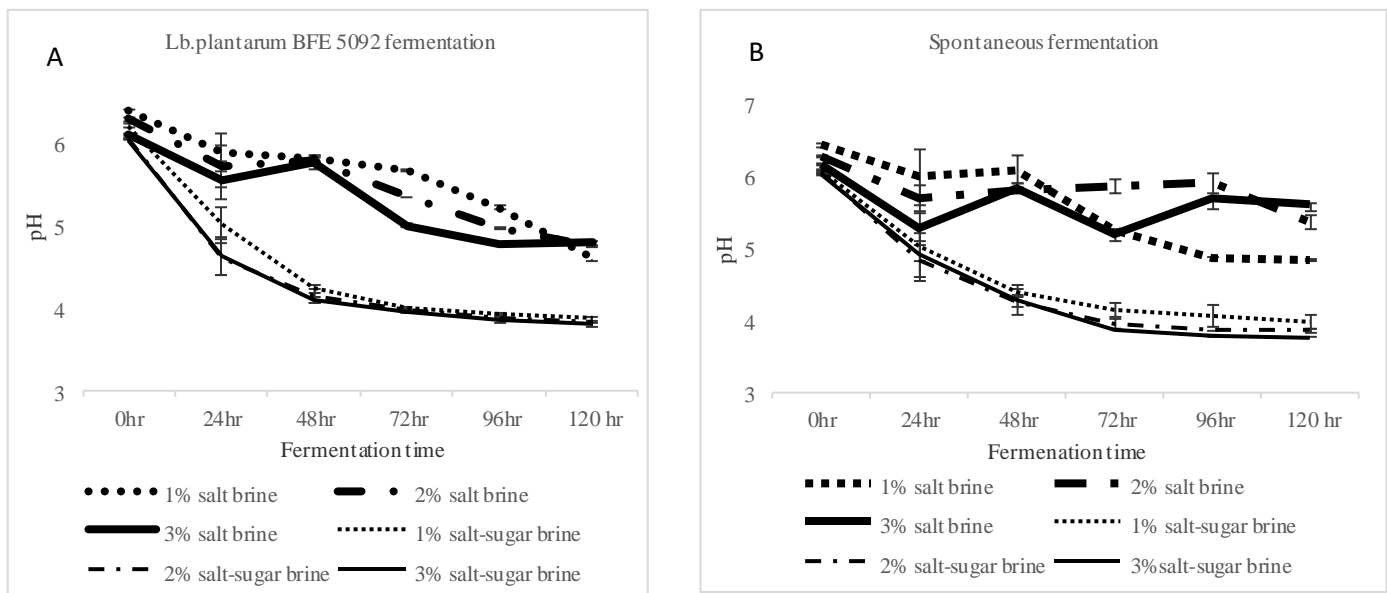 A
Lb.plantarum BFE 5092 fermentation
6
5
4
3
pH
0hr 24hr 48hr 72hr 96hr 120hr
Fermentation time
1% salt brine 2% salt brine
3% salt brine 1% salt-sugar brine
2% salt-sugar brine 3% salt-sugar brine
B
Spontaneous fermentation
7
6
5
4
3
pH
0hr 24hr 48hr 72hr 96hr 120 hr
Fermenation time
1% salt brine 2% salt brine
3% salt brine 1% salt-sugar brine
2% salt-sugar brine 3%salt-sugar brine